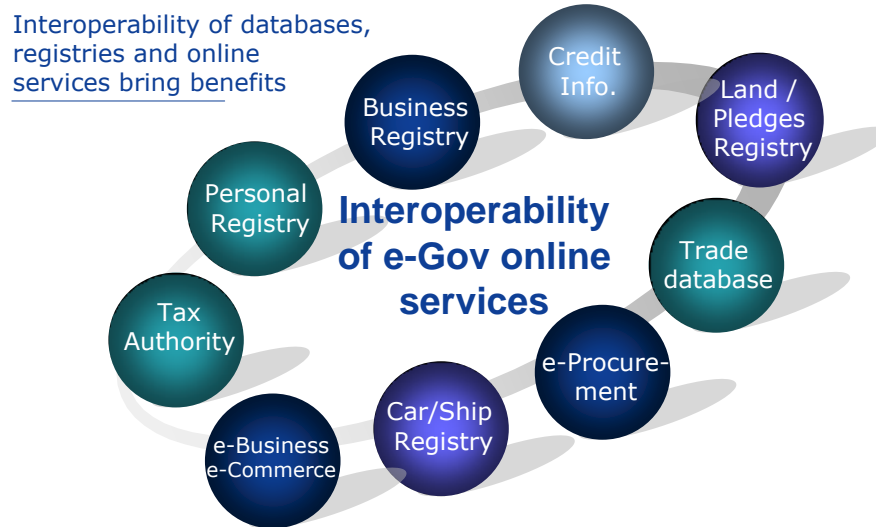 Interoperability of databases,
registries and online
services bring benefits
Credit
Info.
Land /
Pledges
Registry
Business
Registry
Personal
Registry
Interoperability
of e-Gov online
services
Trade
database
Tax
Authority
e-Procure-
ment
Car/Ship
Registry
e-Business
e-Commerce